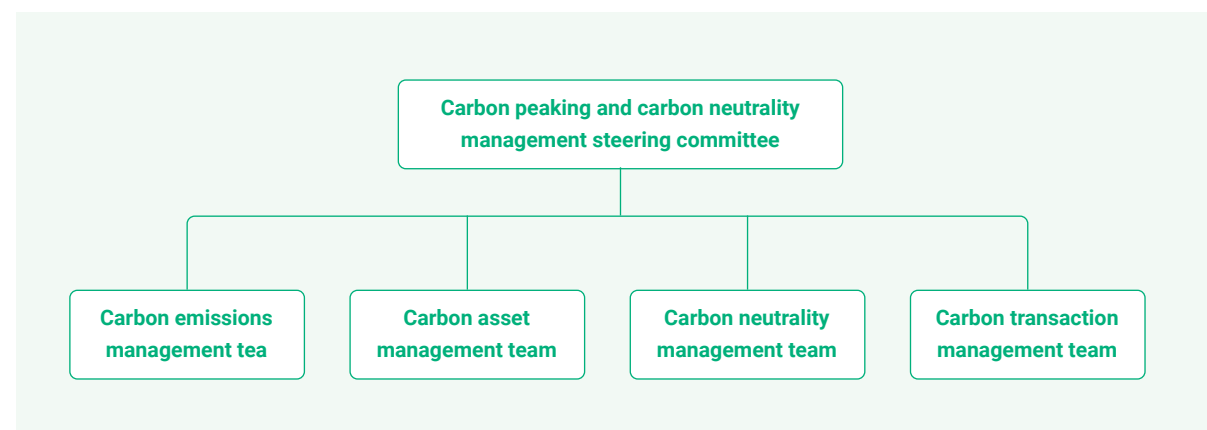 Carbon peaking and carbon neutrality
management steering committee
Carbon emissions
management tea
Carbon asset
management team
Carbon neutrality
management team
Carbon transaction
management team